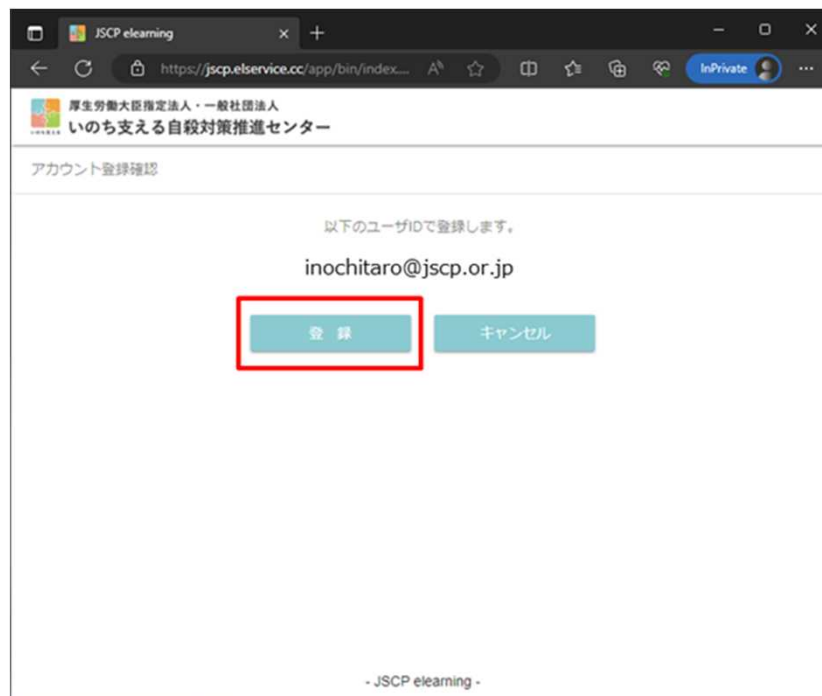 JSCP elearning
https://jscp.elservice.cc/app/bin/index....
InPrivate
厚生労働大臣指定法人・一般社団法人
いのち支える自殺対策推進センター
アカウント登録確認
以下のユーザIDで登録します。
inochitaro@jscp.or.jp
登 録 キャンセル
- JSCP elearning -